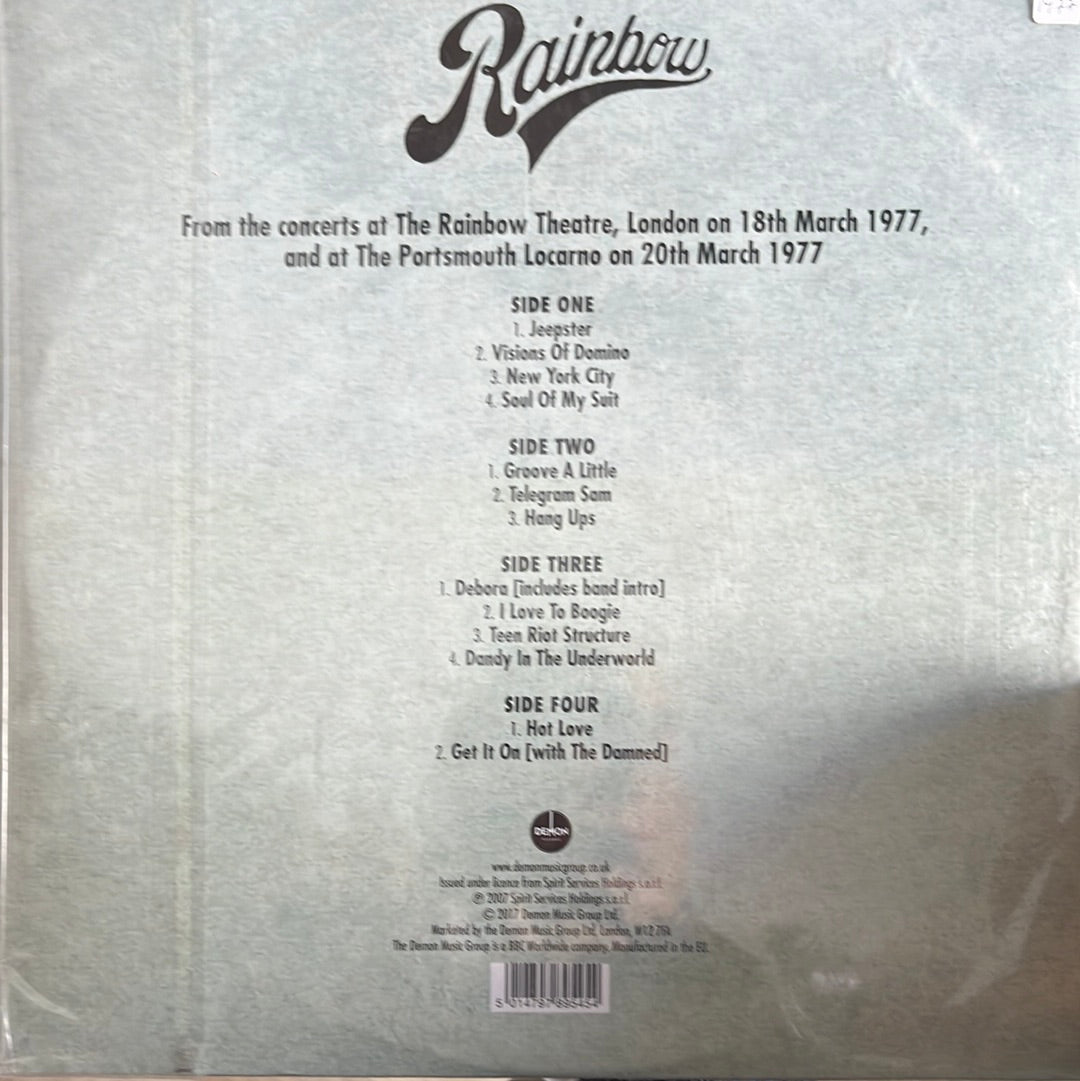 Rainbow
From the concerts at The Rainbow Theatre, London on 18th March 1977,
and at The Portsmouth Locarno on 20th March 1977
SIDE ONE
1. Jeepster
2. Visions Of Domino
3. New York City
4. Soul Of My Suit
SIDE TWO
1. Groove A Little
2. Telegram Sam
3. Hang Ups
SIDE THREE
1. Debora [includes band intro]
2. I Love To Boogie
3. Teen Riot Structure
4. Dandy In The Underworld
SIDE FOUR
1. Hot Love
2. Get It On [with The Damned]
DEMON
www.demonmusicgroup.co.uk
Issued under licence from Spirit Services Holdings s.a.r.l.
℗ 2007 Spirit Services Holdings s.a.r.l.
© 2017 Demon Music Group Ltd.
Marketed by the Demon Music Group Ltd, London, W12 7FA
The Demon Music Group is a BBC Worldwide company. Manufactured in the EU.
5 014797 895454